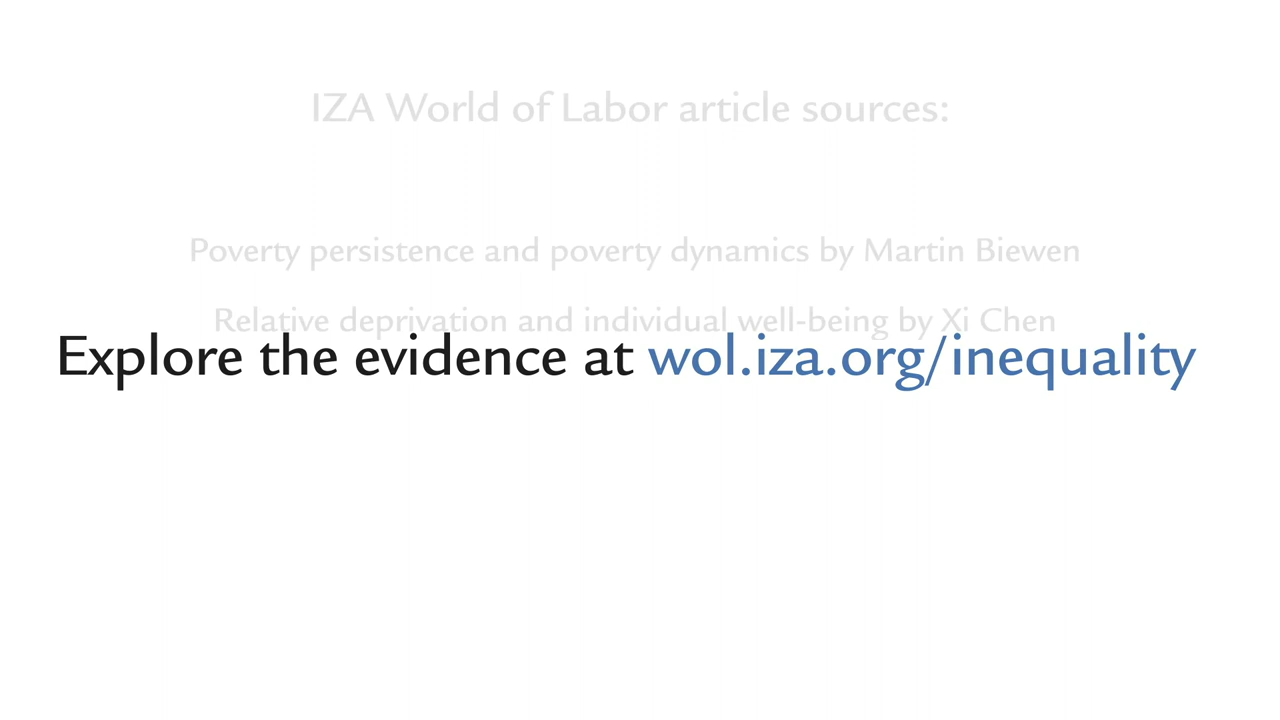 IZA World of Labor article sources:
Poverty persistence and poverty dynamics by Martin Biewen
Relative deprivation and individual well-being by Xi Chen
Explore the evidence at wol.iza.org/inequality